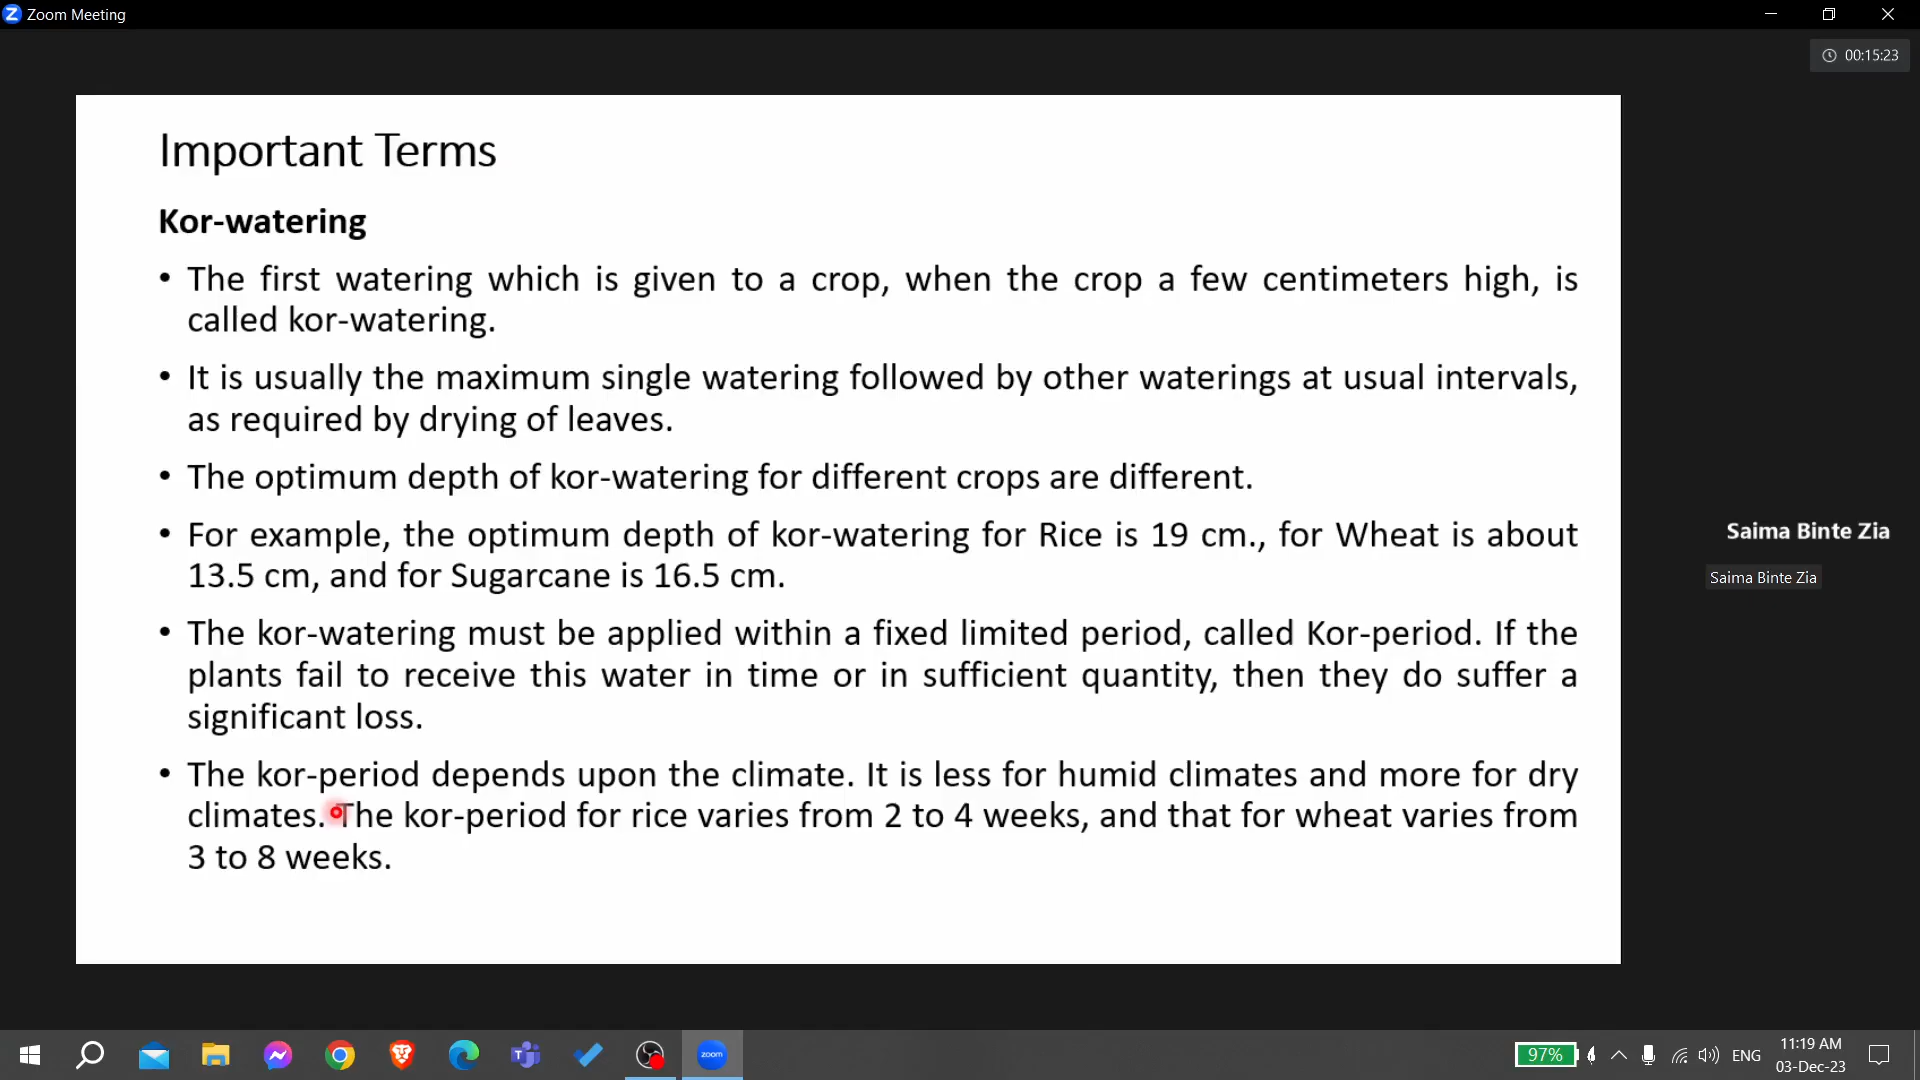 Zoom Meeting
00:15:23
Important Terms
Kor-watering
• The first watering which is given to a crop, when the crop a few centimeters high, is
called kor-watering.
• It is usually the maximum single watering followed by other waterings at usual intervals,
as required by drying of leaves.
• The optimum depth of kor-watering for different crops are different.
• For example, the optimum depth of kor-watering for Rice is 19 cm., for Wheat is about
13.5 cm, and for Sugarcane is 16.5 cm.
• The kor-watering must be applied within a fixed limited period, called Kor-period. If the
plants fail to receive this water in time or in sufficient quantity, then they do suffer a
significant loss.
• The kor-period depends upon the climate. It is less for humid climates and more for dry
climates. The kor-period for rice varies from 2 to 4 weeks, and that for wheat varies from
3 to 8 weeks.
Saima Binte Zia
Saima Binte Zia
zoom
97%
ENG
11:19 AM
03-Dec-23